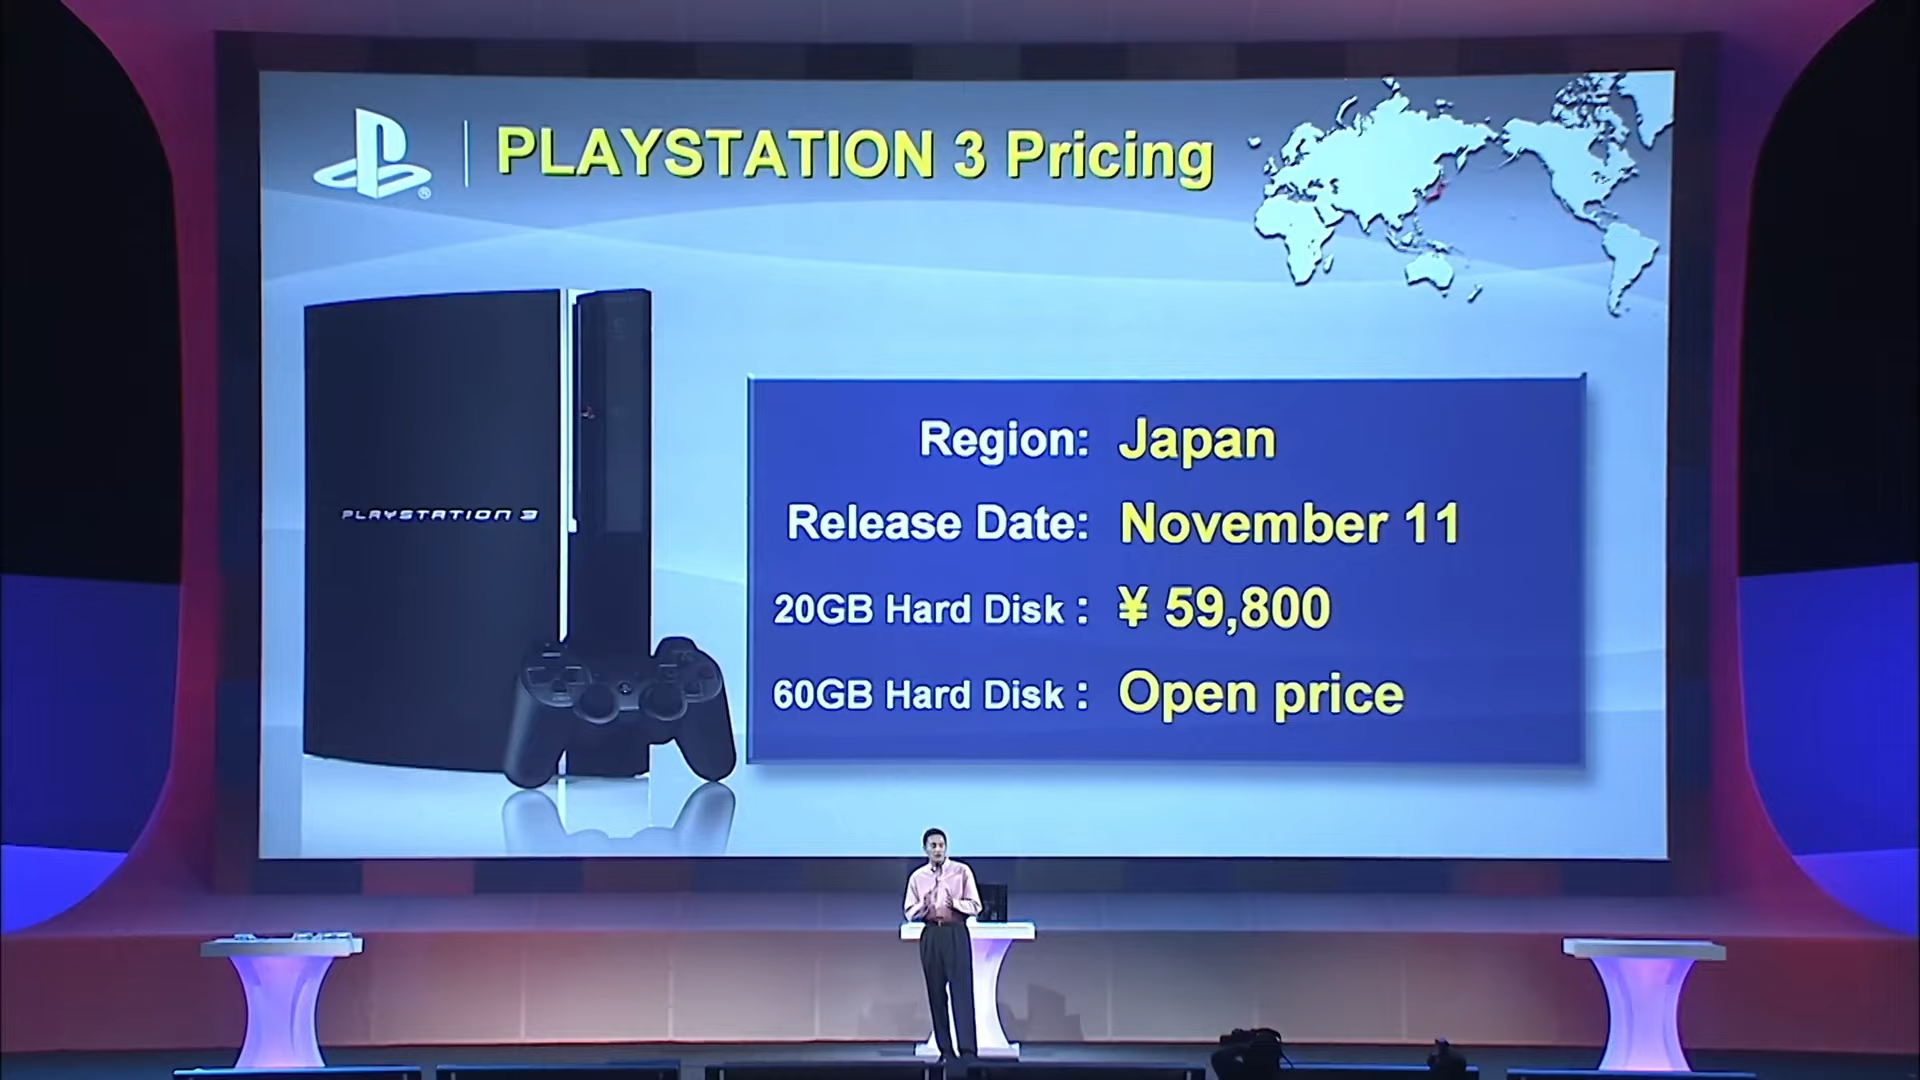 PLAYSTATION 3 Pricing
PLAYSTATION 3
Region: Japan
Release Date: November 11
20GB Hard Disk : ¥ 59,800
60GB Hard Disk : Open price